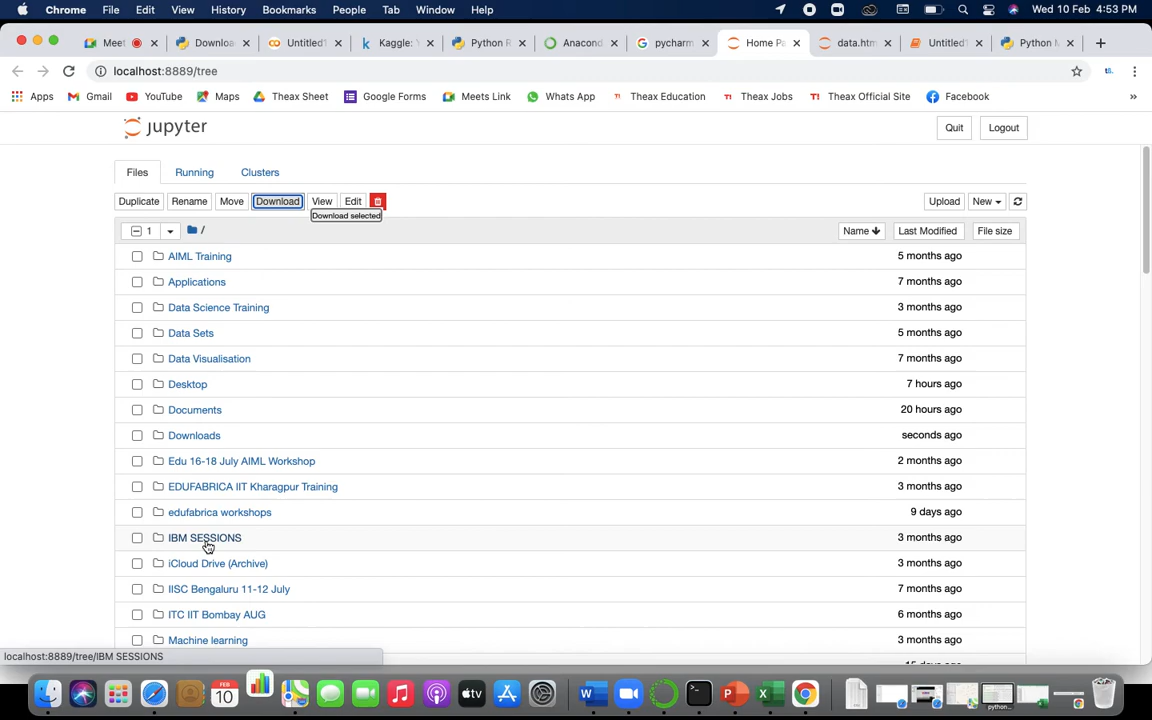 Chrome File Edit View History Bookmarks People Tab Window Help Wed 10 Feb 4:53 PM
Meet Downloa Untitled1 Kaggle: Y Python R Anacond pycharm Home Pa data.htm Untitled1 Python N
localhost:8889/tree
Apps Gmail YouTube Maps Theax Sheet Google Forms Meets Link Whats App Theax Education Theax Jobs Theax Official Site Facebook »
jupyter Quit Logout
Files Running Clusters
Duplicate Rename Move Download View Edit Upload New
Download selected
1 / Name Last Modified File size
AIML Training 5 months ago
Applications 7 months ago
Data Science Training 3 months ago
Data Sets 5 months ago
Data Visualisation 7 months ago
Desktop 7 hours ago
Documents 20 hours ago
Downloads seconds ago
Edu 16-18 July AIML Workshop 2 months ago
EDUFABRICA IIT Kharagpur Training 3 months ago
edufabrica workshops 9 days ago
IBM SESSIONS 3 months ago
iCloud Drive (Archive) 3 months ago
IISC Bengaluru 11-12 July 7 months ago
ITC IIT Bombay AUG 6 months ago
Machine learning 3 months ago
localhost:8889/tree/IBM SESSIONS
FEB
10
tv
python...